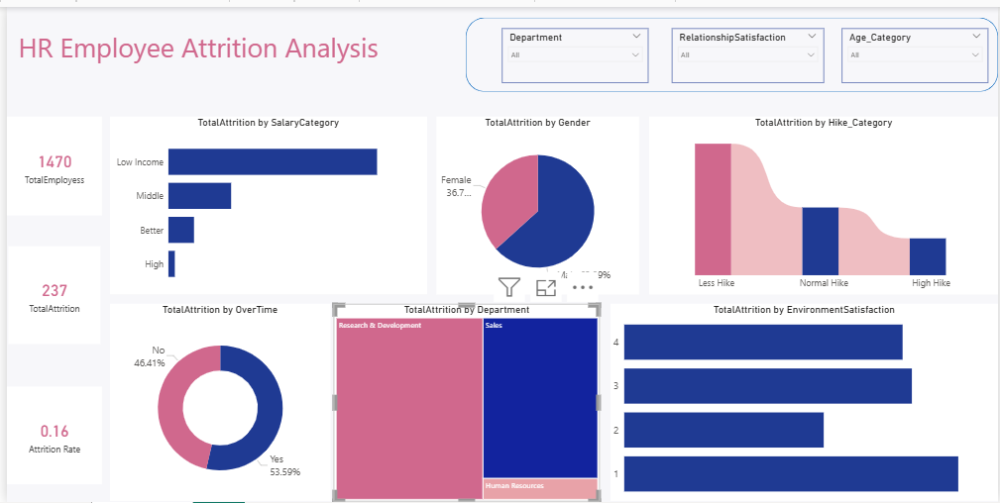 HR Employee Attrition Analysis
Department
All
RelationshipSatisfaction
All
Age_Category
All
1470
TotalEmployess
237
TotalAttrition
0.16
Attrition Rate
TotalAttrition by SalaryCategory
Low Income
Middle
Better
High
TotalAttrition by Gender
Female
36.7...
TotalAttrition by Hike_Category
Less Hike
Normal Hike
High Hike
TotalAttrition by OverTime
No
46.41%
Yes
53.59%
TotalAttrition by Department
Research & Development
Sales
Human Resources
TotalAttrition by EnvironmentSatisfaction
4
3
2
1